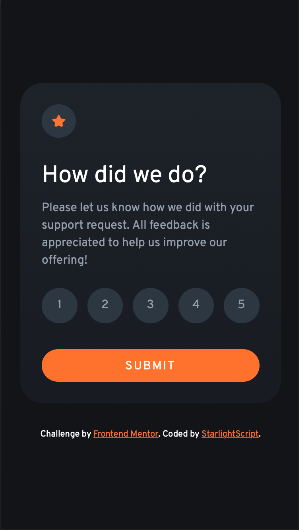 How did we do?
Please let us know how we did with your
support request. All feedback is
appreciated to help us improve our
offering!
1 2 3 4 5
SUBMIT
Challenge by Frontend Mentor. Coded by StarlightScript.